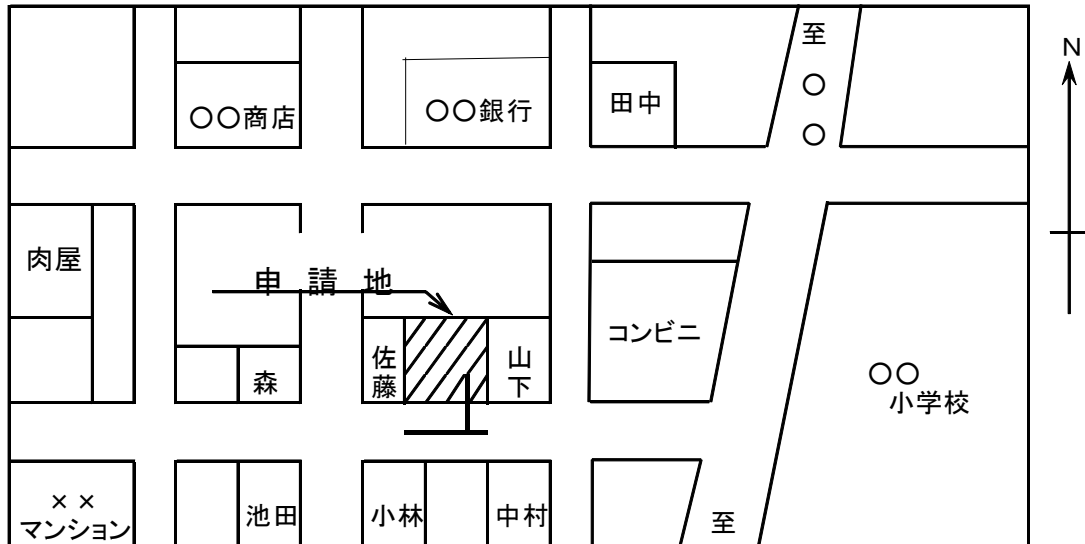 至
○
○
N
○○商店
○○銀行
田中
肉屋
申請地
コンビニ
佐藤
山下
森
○○
小学校
××
マンション
池田
小林
中村
至